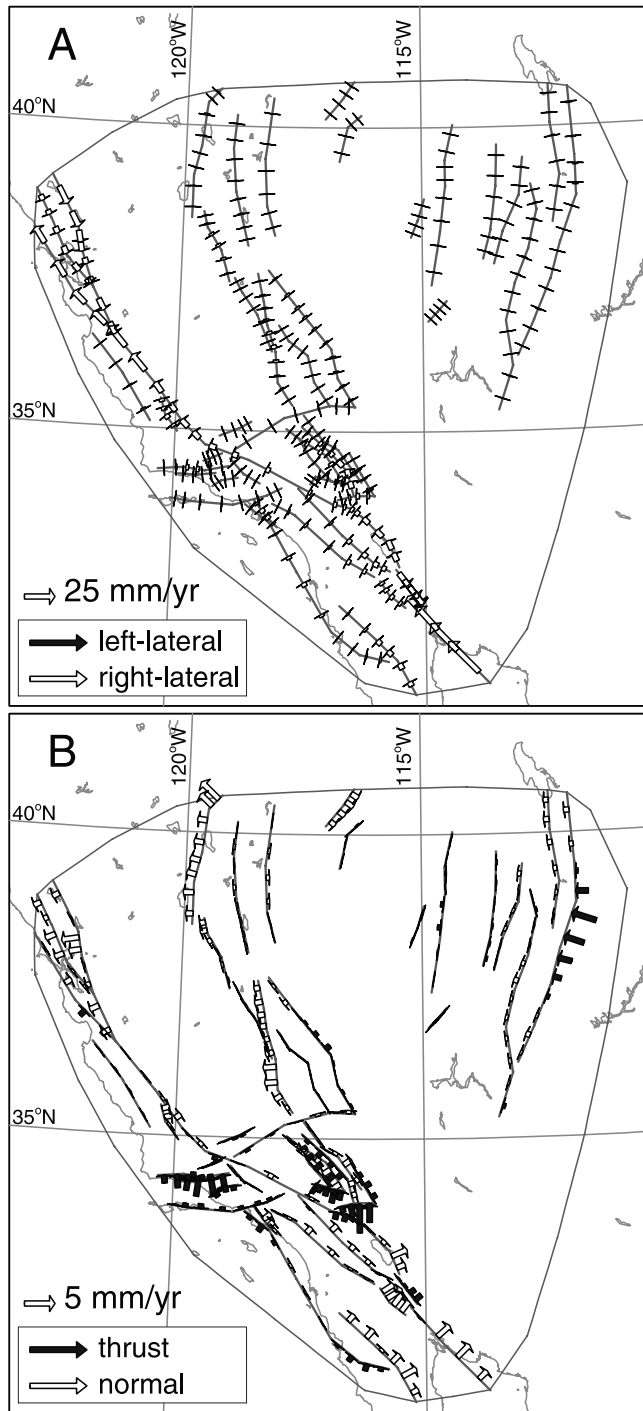 A
120°W
115°W
40°N
35°N
25 mm/yr
left-lateral
right-lateral
B
120°W
115°W
40°N
35°N
5 mm/yr
thrust
normal